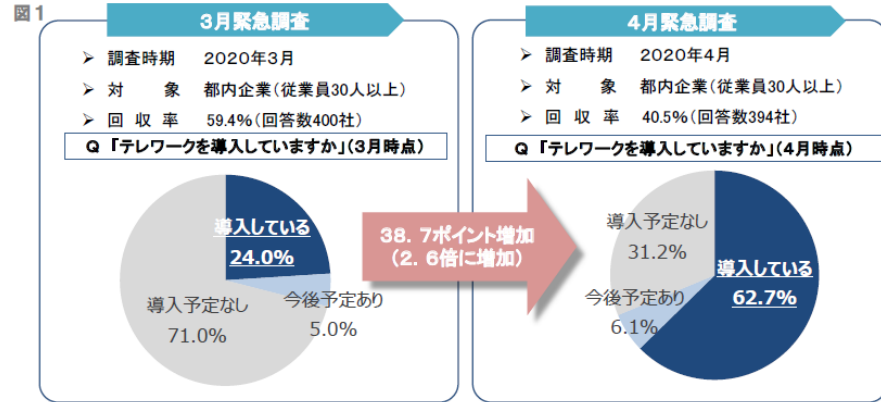 図1
3月緊急調査
➢ 調査時期 2020年3月
➢ 対 象 都内企業(従業員30人以上)
➢ 回 収 率 59.4%(回答数400社)
Q 「テレワークを導入していますか」(3月時点)
導入している
24.0%
今後予定あり
5.0%
導入予定なし
71.0%
38.7ポイント増加
(2.6倍に増加)
4月緊急調査
➢ 調査時期 2020年4月
➢ 対 象 都内企業(従業員30人以上)
➢ 回 収 率 40.5%(回答数394社)
Q 「テレワークを導入していますか」(4月時点)
導入予定なし
31.2%
導入している
62.7%
今後予定あり
6.1%